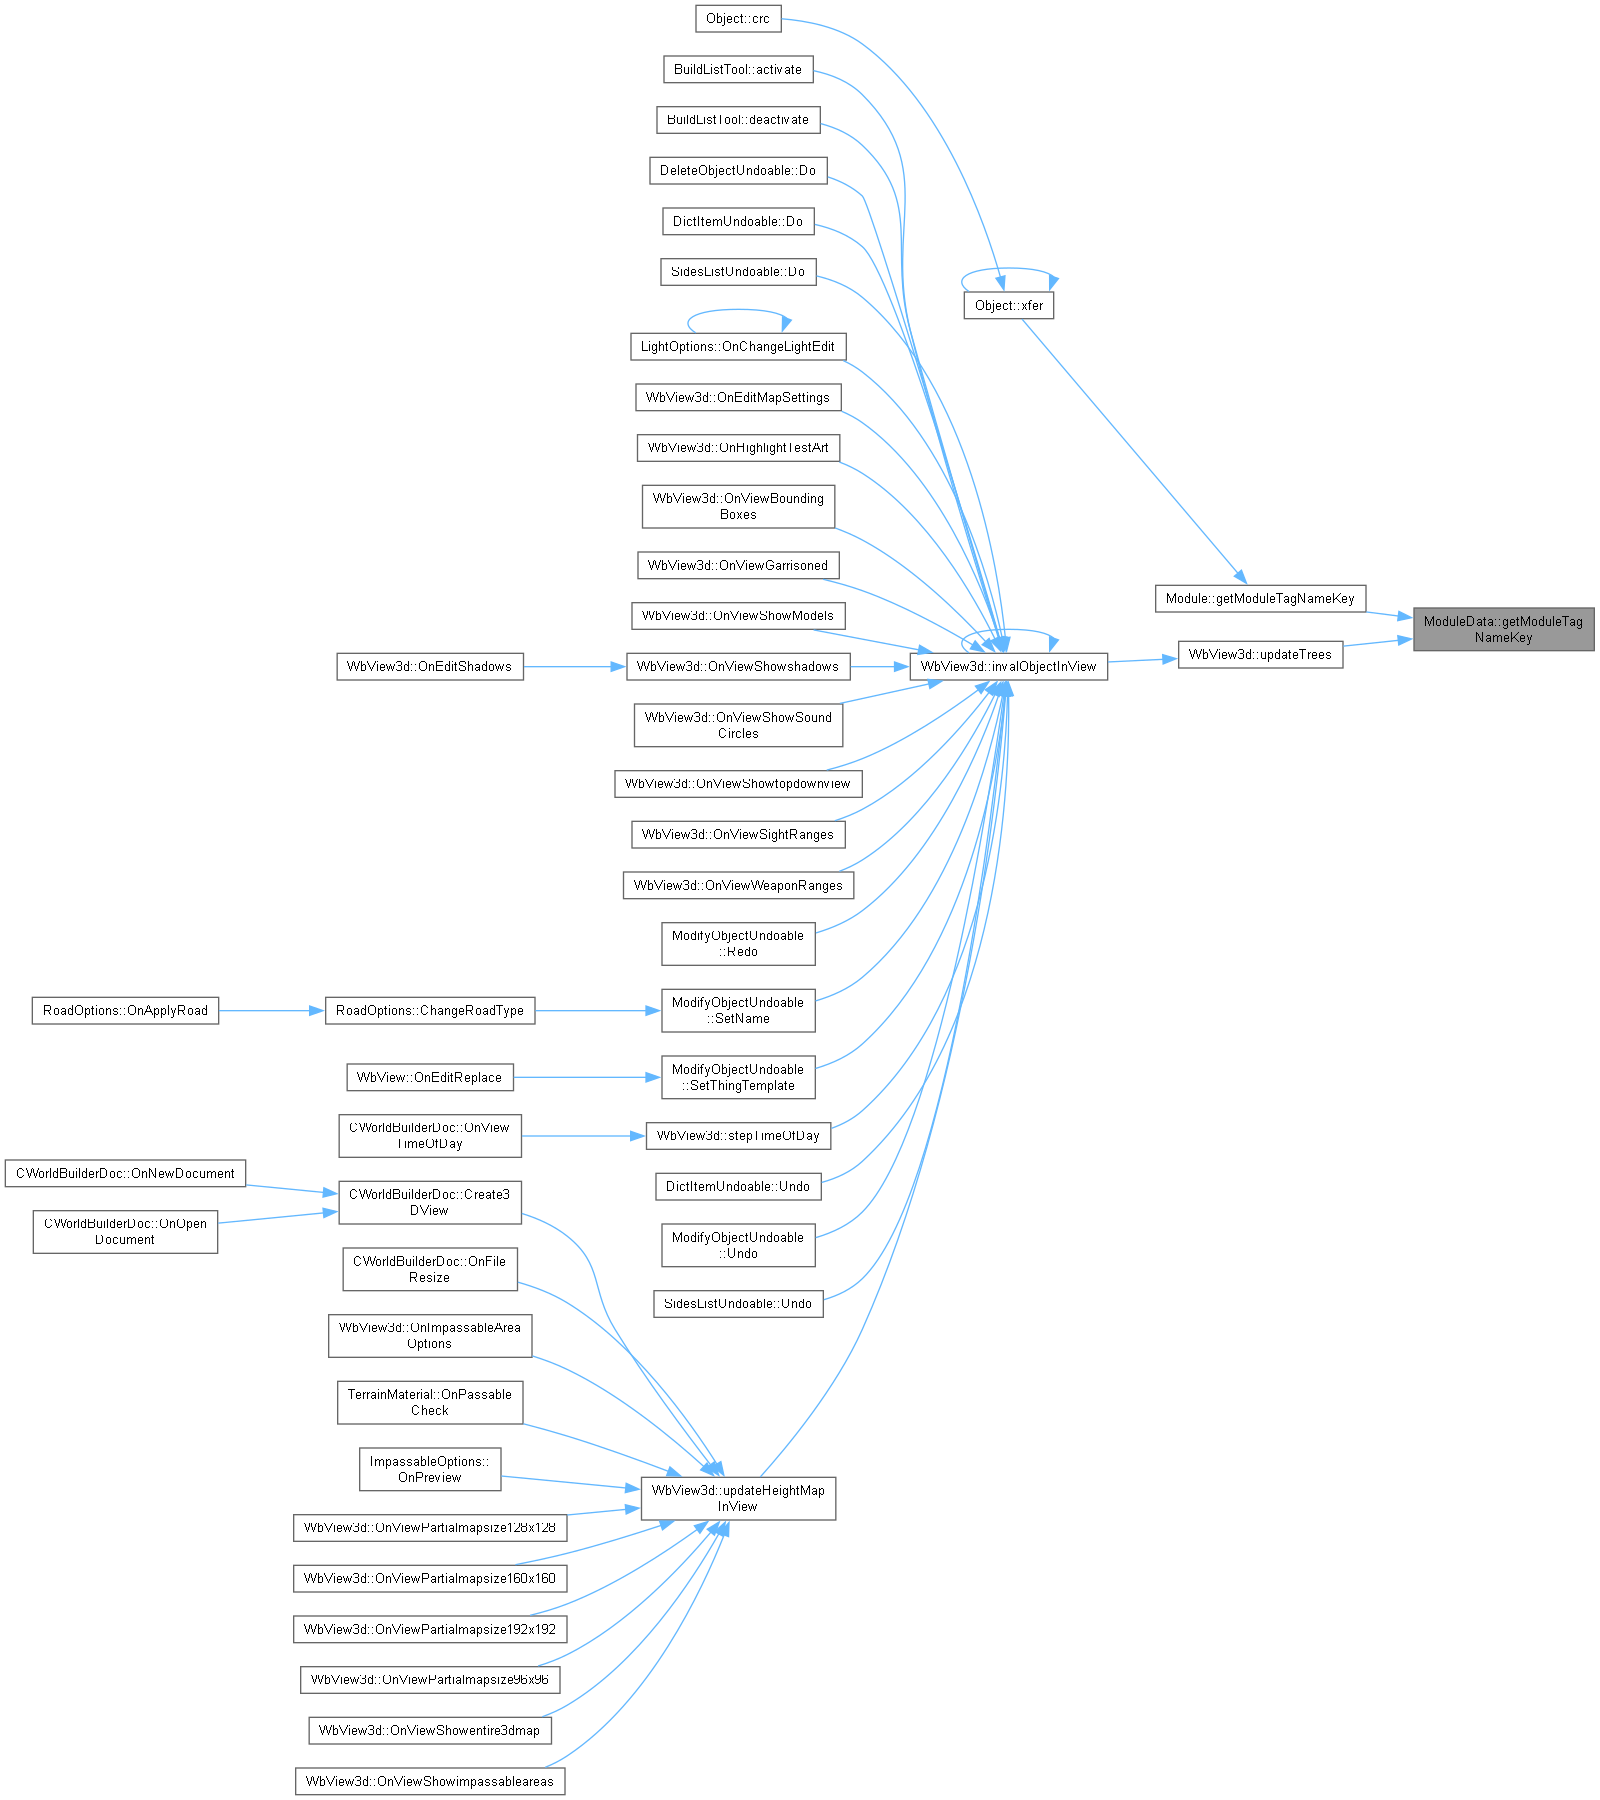 Object::crc
BuildListTool::activate
BuildListTool::deactivate
DeleteObjectUndoable::Do
DictItemUndoable::Do
SidesListUndoable::Do
Object::xfer
LightOptions::OnChangeLightEdit
WbView3d::OnEditMapSettings
WbView3d::OnHighlightTestArt
WbView3d::OnViewBounding
Boxes
WbView3d::OnViewGarrisoned
Module::getModuleTagNameKey
WbView3d::OnViewShowModels
ModuleData::getModuleTag
NameKey
WbView3d::updateTrees
WbView3d::OnEditShadows
WbView3d::OnViewShowshadows
WbView3d::invalObjectInView
WbView3d::OnViewShowSound
Circles
WbView3d::OnViewShowtopdownview
WbView3d::OnViewSightRanges
WbView3d::OnViewWeaponRanges
ModifyObjectUndoable
::Redo
RoadOptions::OnApplyRoad
RoadOptions::ChangeRoadType
ModifyObjectUndoable
::SetName
WbView::OnEditReplace
ModifyObjectUndoable
::SetThingTemplate
CWorldBuilderDoc::OnView
TimeOfDay
WbView3d::stepTimeOfDay
CWorldBuilderDoc::OnNewDocument
CWorldBuilderDoc::Create3
DView
DictItemUndoable::Undo
CWorldBuilderDoc::OnOpen
Document
ModifyObjectUndoable
::Undo
CWorldBuilderDoc::OnFile
Resize
SidesListUndoable::Undo
WbView3d::OnImpassableArea
Options
TerrainMaterial::OnPassable
Check
ImpassableOptions::
OnPreview
WbView3d::updateHeightMap
InView
WbView3d::OnViewPartialmapsize128x128
WbView3d::OnViewPartialmapsize160x160
WbView3d::OnViewPartialmapsize192x192
WbView3d::OnViewPartialmapsize96x96
WbView3d::OnViewShowentire3dmap
WbView3d::OnViewShowimpassableareas